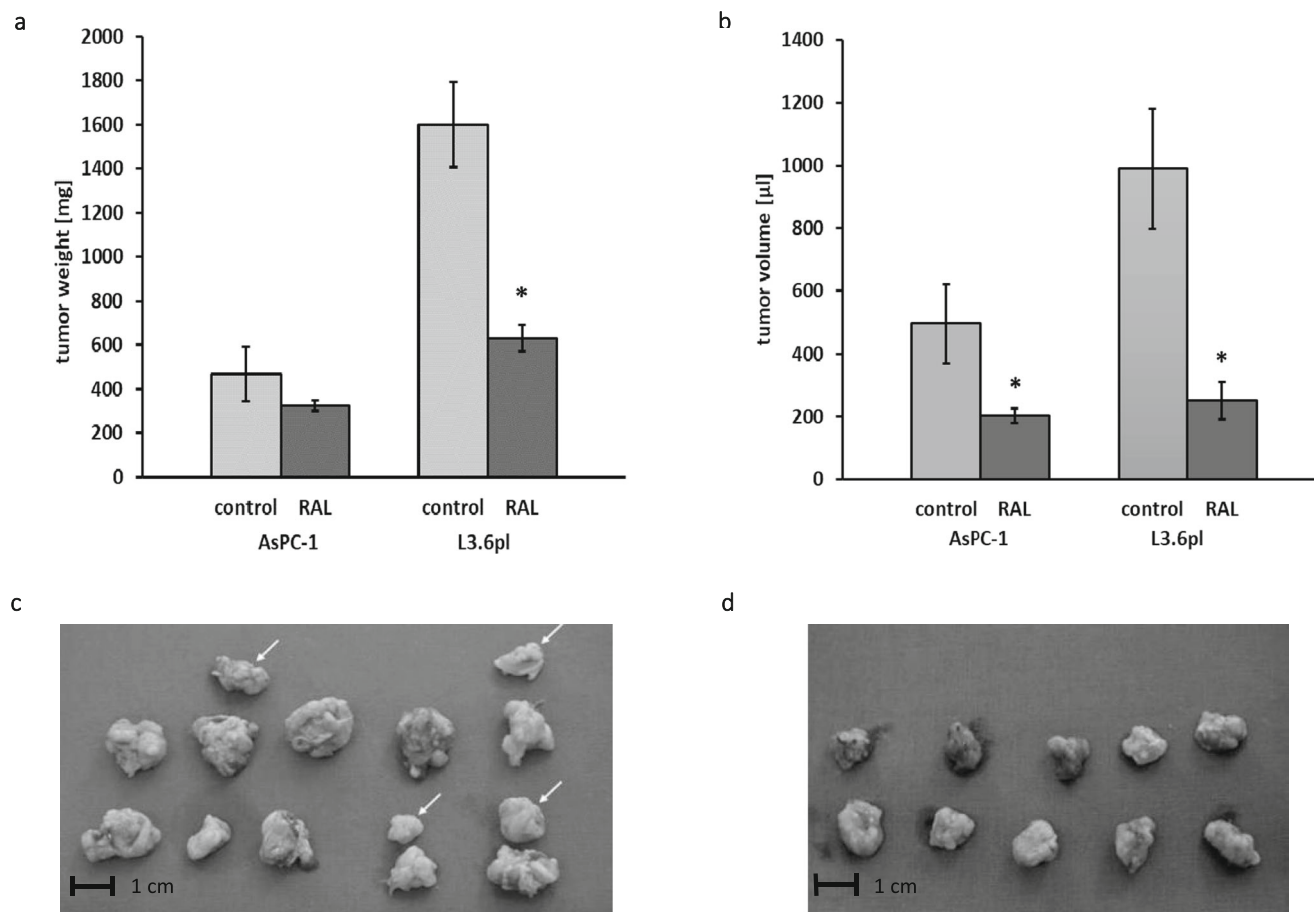 a
2000
1800
1600
1400
1200
1000
800
600
400
200
0
tumor weight [mg]
*
control RAL control RAL
AsPC-1 L3.6pl
b
1400
1200
1000
800
600
400
200
0
tumor volume [µl]
*
*
control RAL control RAL
AsPC-1 L3.6pl
c
1 cm
d
1 cm